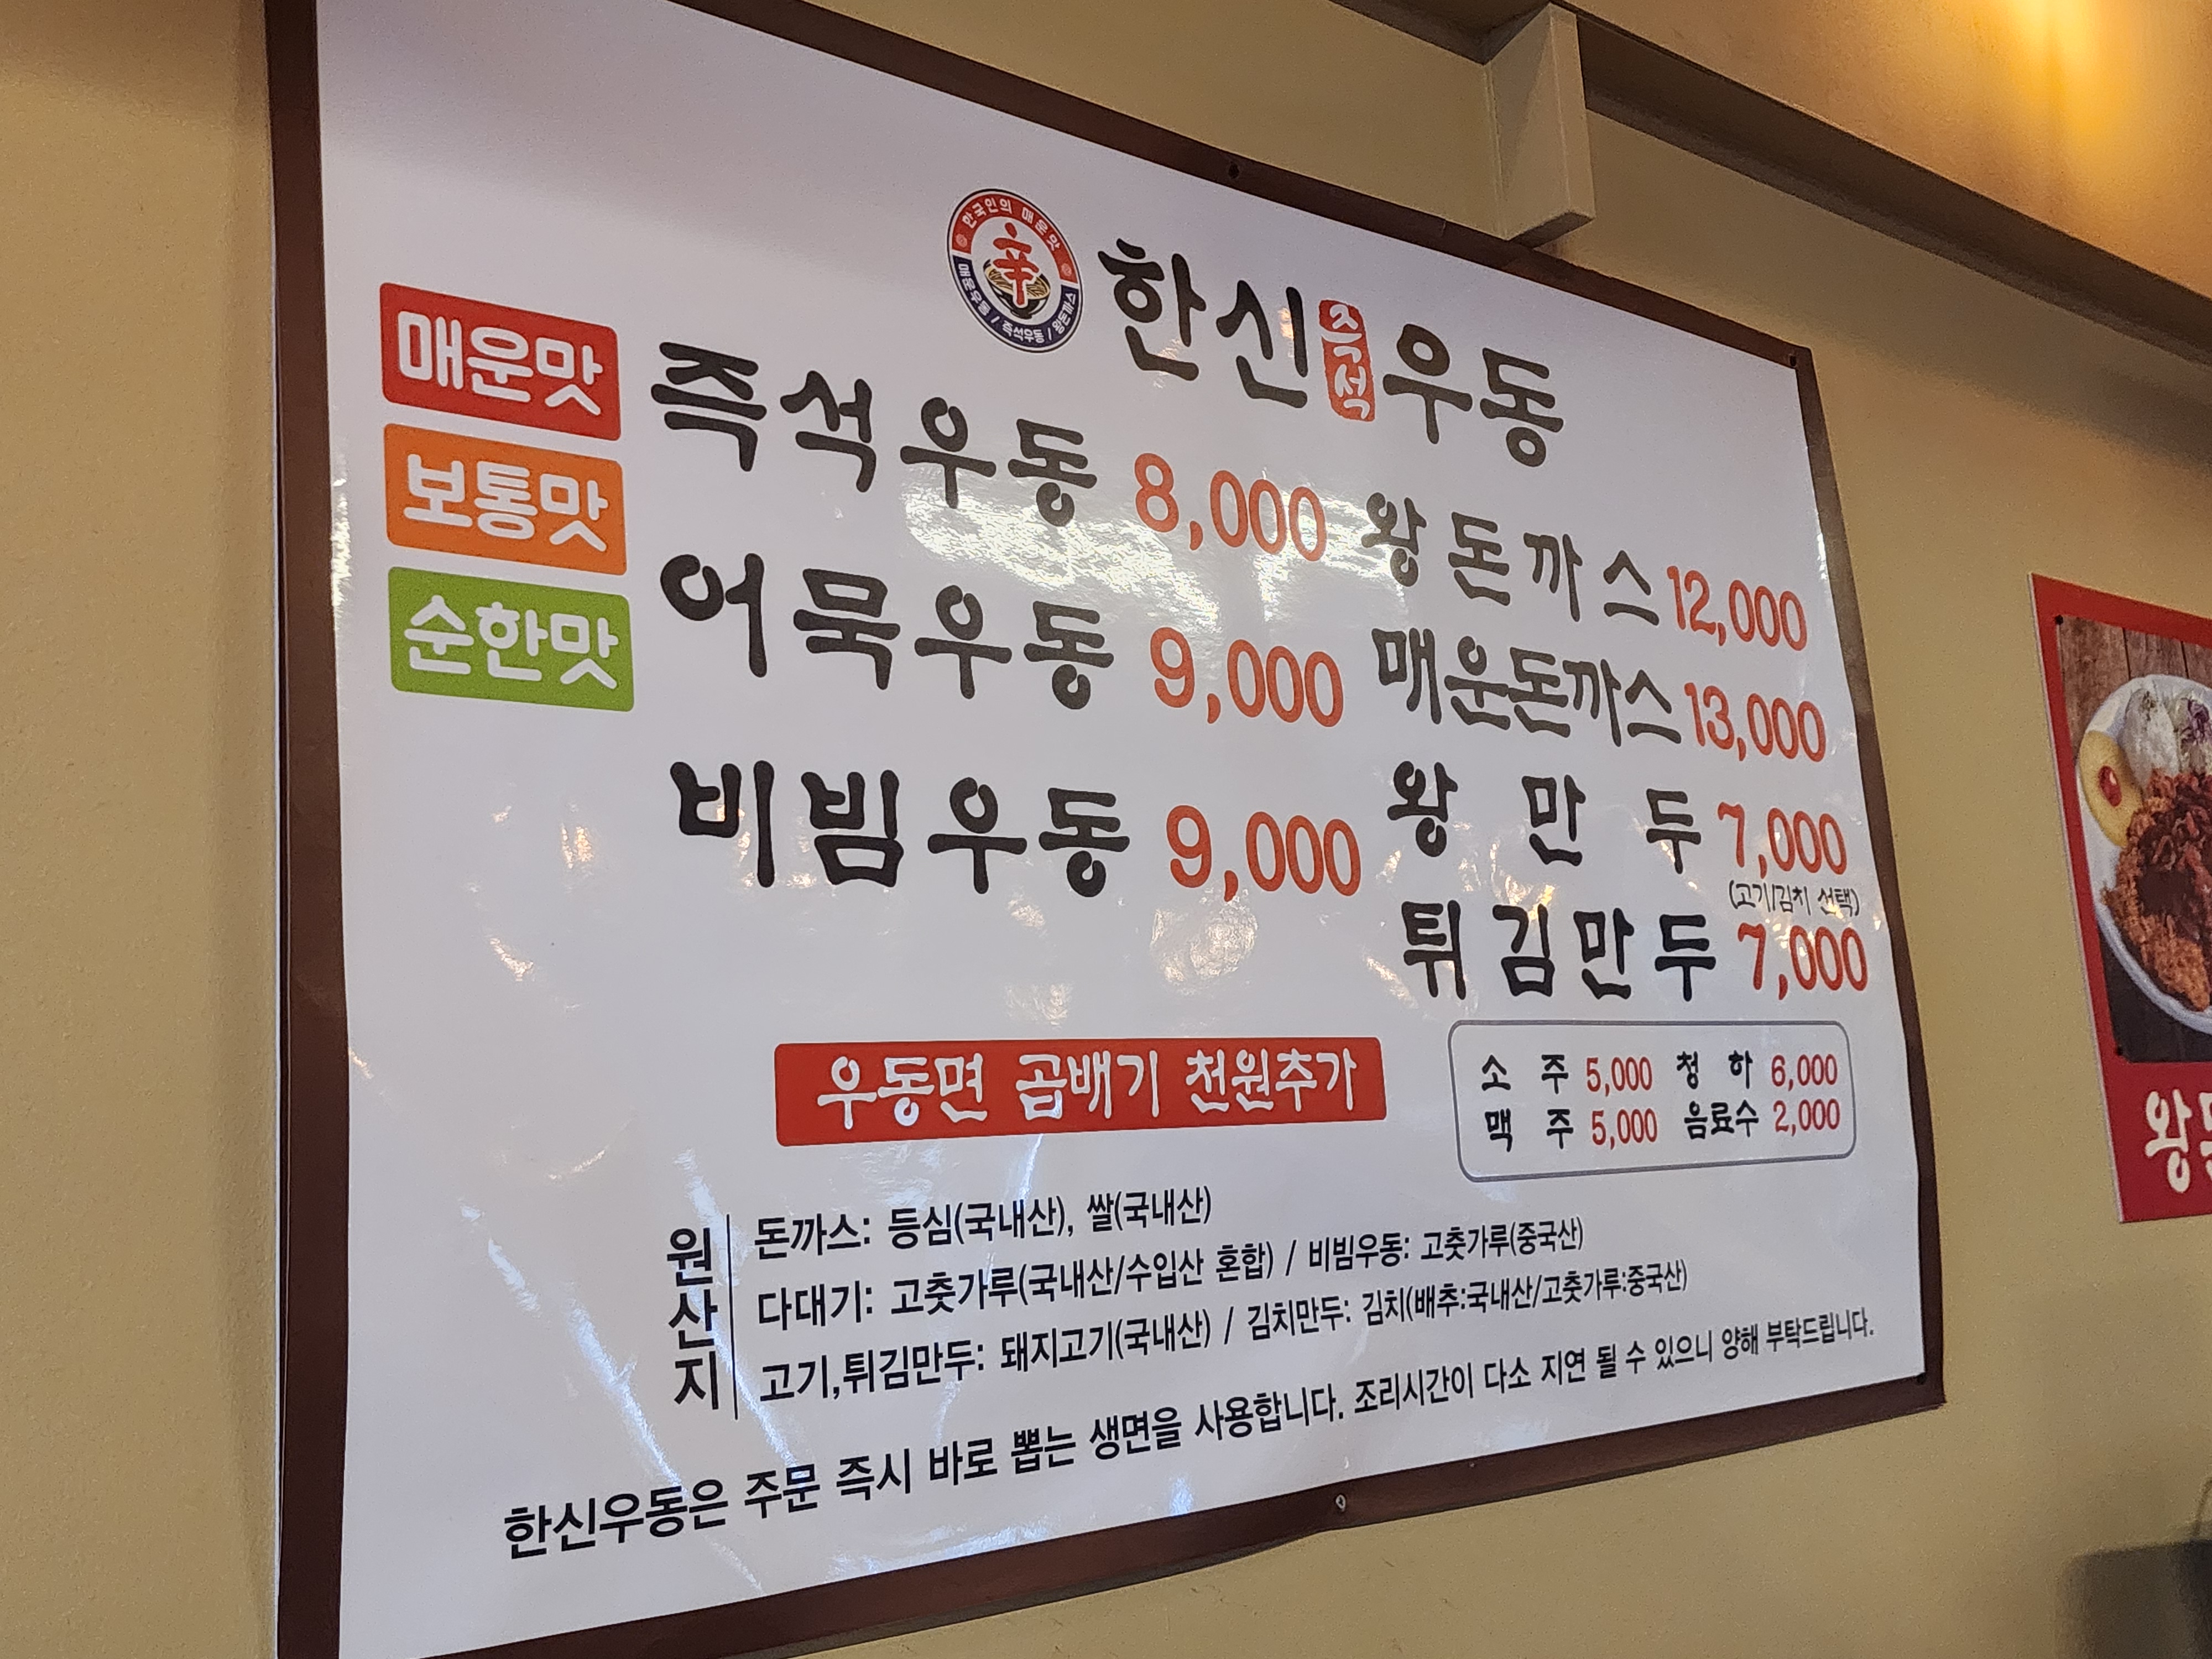 한국인의 매운맛
辛
매운우동 / 즉석우동 / 왕돈까스
한신 즉석 우동
매운맛
보통맛
순한맛
즉석우동 8,000
어묵우동 9,000
비빔우동 9,000
왕돈까스 12,000
매운돈까스 13,000
왕만두 7,000
(고기/김치 선택)
튀김만두 7,000
우동면 곱배기 천원추가
소주 5,000 청하 6,000
맥주 5,000 음료수 2,000
원산지
돈까스: 등심(국내산), 쌀(국내산)
다대기: 고춧가루(국내산/수입산 혼합) / 비빔우동: 고춧가루(중국산)
고기,튀김만두: 돼지고기(국내산) / 김치만두: 김치(배추:국내산/고춧가루:중국산)
한신우동은 주문 즉시 바로 뽑는 생면을 사용합니다. 조리시간이 다소 지연 될 수 있으니 양해 부탁드립니다.
왕